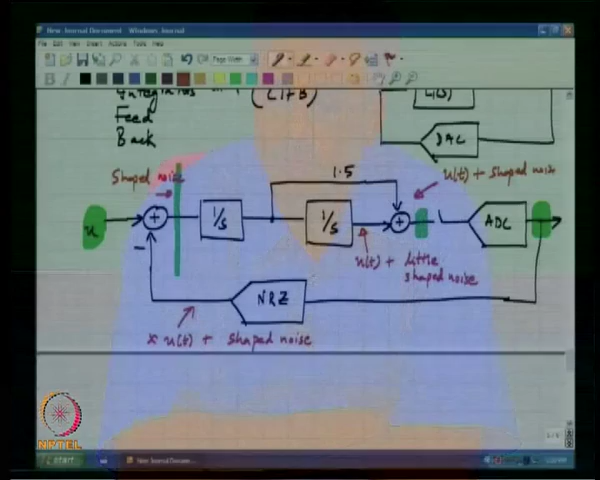 New Journal Document - Windows Journal
File Edit View Insert Actions Tools Help
Page Width
B I
(CIFB)
Feed
Back
L(s)
DAC
Shaped noise
1.5
u(t) + shaped noise
u
+
1/s
1/s
+
ADC
-
u(t) + little
shaped noise
NRZ
x u(t) + shaped noise
NPTEL
start
New Journal Documen...